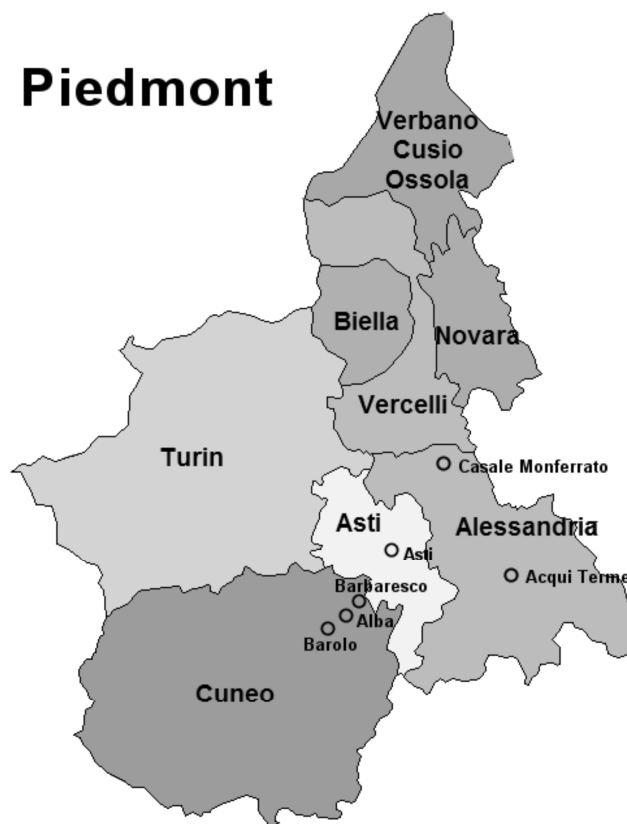 Piedmont
Verbano
Cusio
Ossola
Biella
Novara
Vercelli
Turin
Casale Monferrato
Asti
Alessandria
Asti
Acqui Terme
Barbaresco
Alba
Barolo
Cuneo